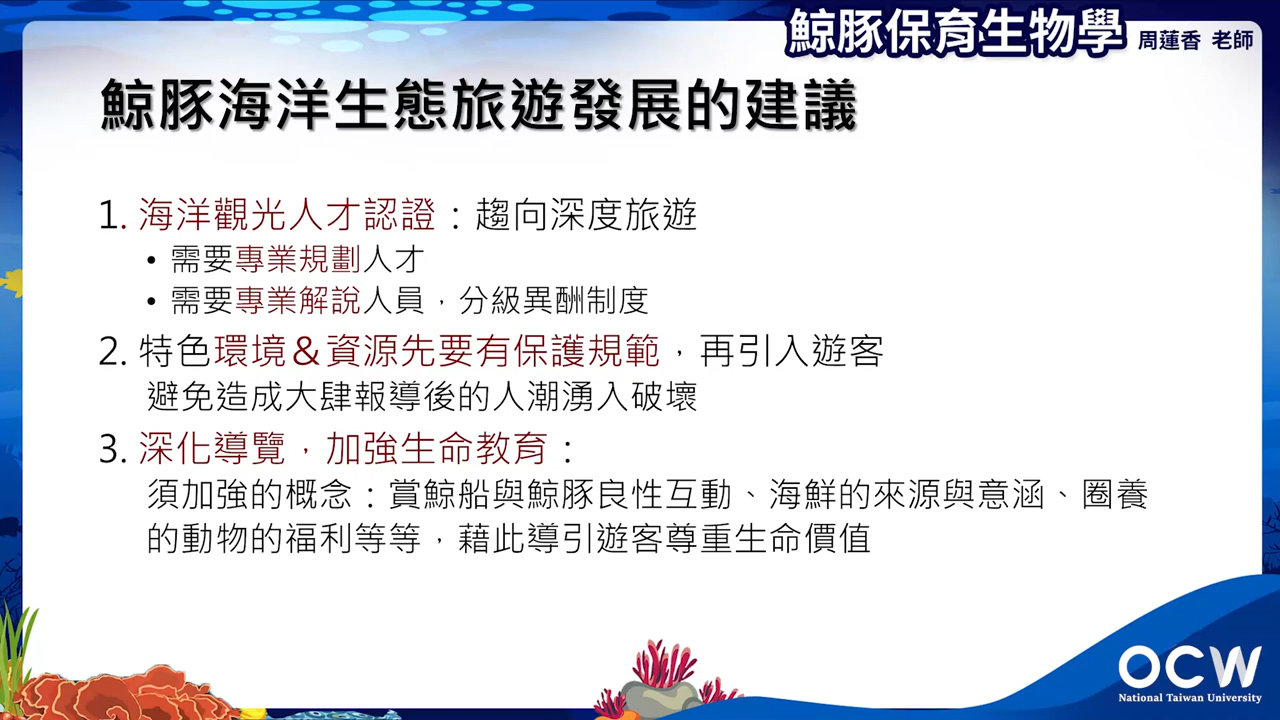 鯨豚保育生物學 周蓮香 老師
鯨豚海洋生態旅遊發展的建議
1. 海洋觀光人才認證：趨向深度旅遊
• 需要專業規劃人才
• 需要專業解說人員，分級異酬制度
2. 特色環境＆資源先要有保護規範，再引入遊客
避免造成大肆報導後的人潮湧入破壞
3. 深化導覽，加強生命教育：
須加強的概念：賞鯨船與鯨豚良性互動、海鮮的來源與意涵、圈養
的動物的福利等等，藉此導引遊客尊重生命價值
OCW
National Taiwan University